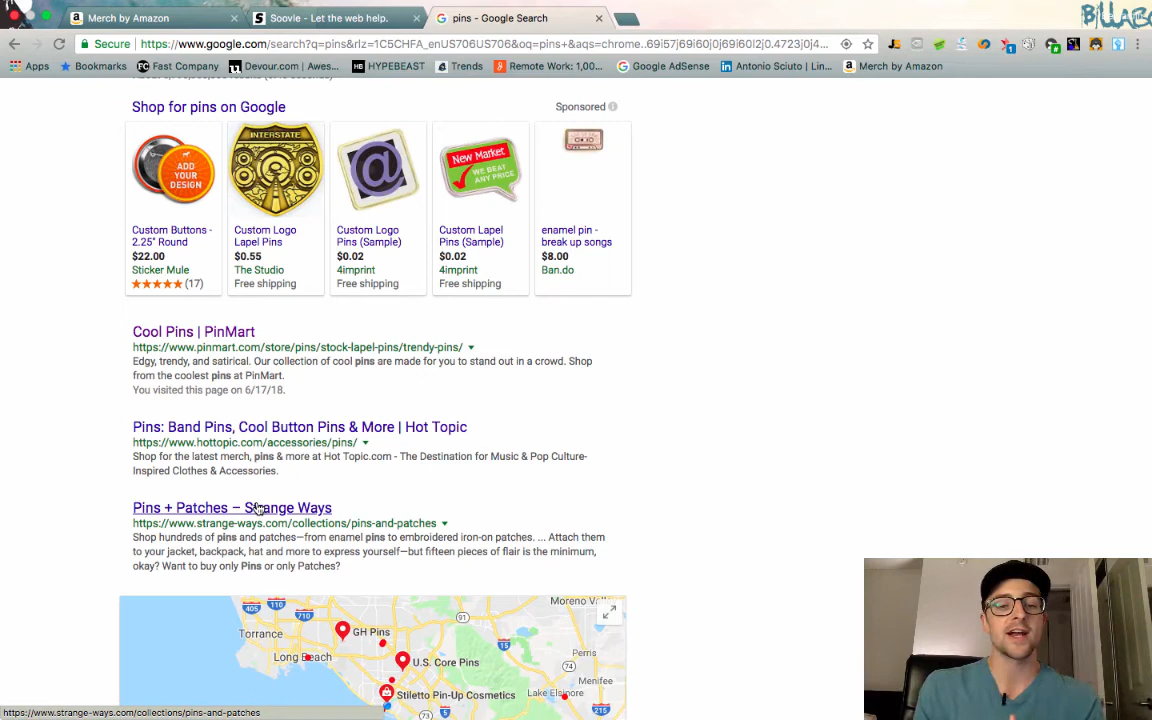 BILLABO
Merch by Amazon
Soovle - Let the web help.
pins - Google Search
Secure
https://www.google.com/search?q=pins&rlz=1C5CHFA_enUS706US706&oq=pins+&aqs=chrome..69i57j69i60j0j69i60l2j0.4723j0j4...
Apps
Bookmarks
Fast Company
Devour.com | Awes...
HYPEBEAST
Trends
Remote Work: 1,00...
Google AdSense
Antonio Sciuto | Lin...
Merch by Amazon
Shop for pins on Google
Sponsored
ADD
YOUR
DESIGN
INTERSTATE
@
New Market
WE BEAT
ANY PRICE
Custom Buttons -
2.25" Round
$22.00
Sticker Mule
(17)
Custom Logo
Lapel Pins
$0.55
The Studio
Free shipping
Custom Logo
Pins (Sample)
$0.02
4imprint
Free shipping
Custom Lapel
Pins (Sample)
$0.02
4imprint
Free shipping
enamel pin -
break up songs
$8.00
Ban.do
Cool Pins | PinMart
https://www.pinmart.com/store/pins/stock-lapel-pins/trendy-pins/
Edgy, trendy, and satirical. Our collection of cool pins are made for you to stand out in a crowd. Shop
from the coolest pins at PinMart.
You visited this page on 6/17/18.
Pins: Band Pins, Cool Button Pins & More | Hot Topic
https://www.hottopic.com/accessories/pins/
Shop for the latest merch, pins & more at Hot Topic.com - The Destination for Music & Pop Culture-
Inspired Clothes & Accessories.
Pins + Patches – Strange Ways
https://www.strange-ways.com/collections/pins-and-patches
Shop hundreds of pins and patches—from enamel pins to embroidered iron-on patches. ... Attach them
to your jacket, backpack, hat and more to express yourself—but fifteen pieces of flair is the minimum,
okay? Want to buy only Pins or only Patches?
405
110
710
91
Moreno Val
Torrance
GH Pins
15
Perris
Long Beach
U.S. Core Pins
74
Menifee
Stiletto Pin-Up Cosmetics
Lake Elsinore
73
5
215
https://www.strange-ways.com/collections/pins-and-patches